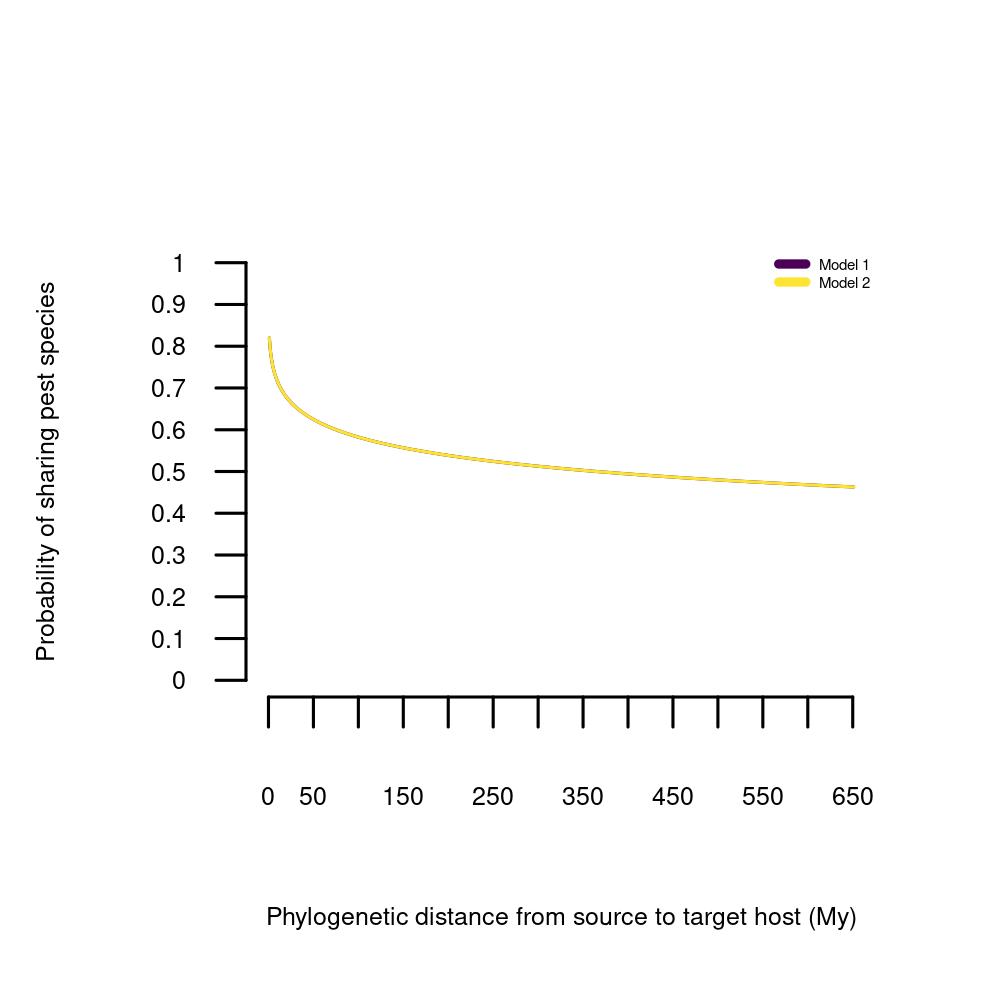 Model 1
Model 2
Probability of sharing pest species
1
0.9
0.8
0.7
0.6
0.5
0.4
0.3
0.2
0.1
0
0 50 150 250 350 450 550 650
Phylogenetic distance from source to target host (My)